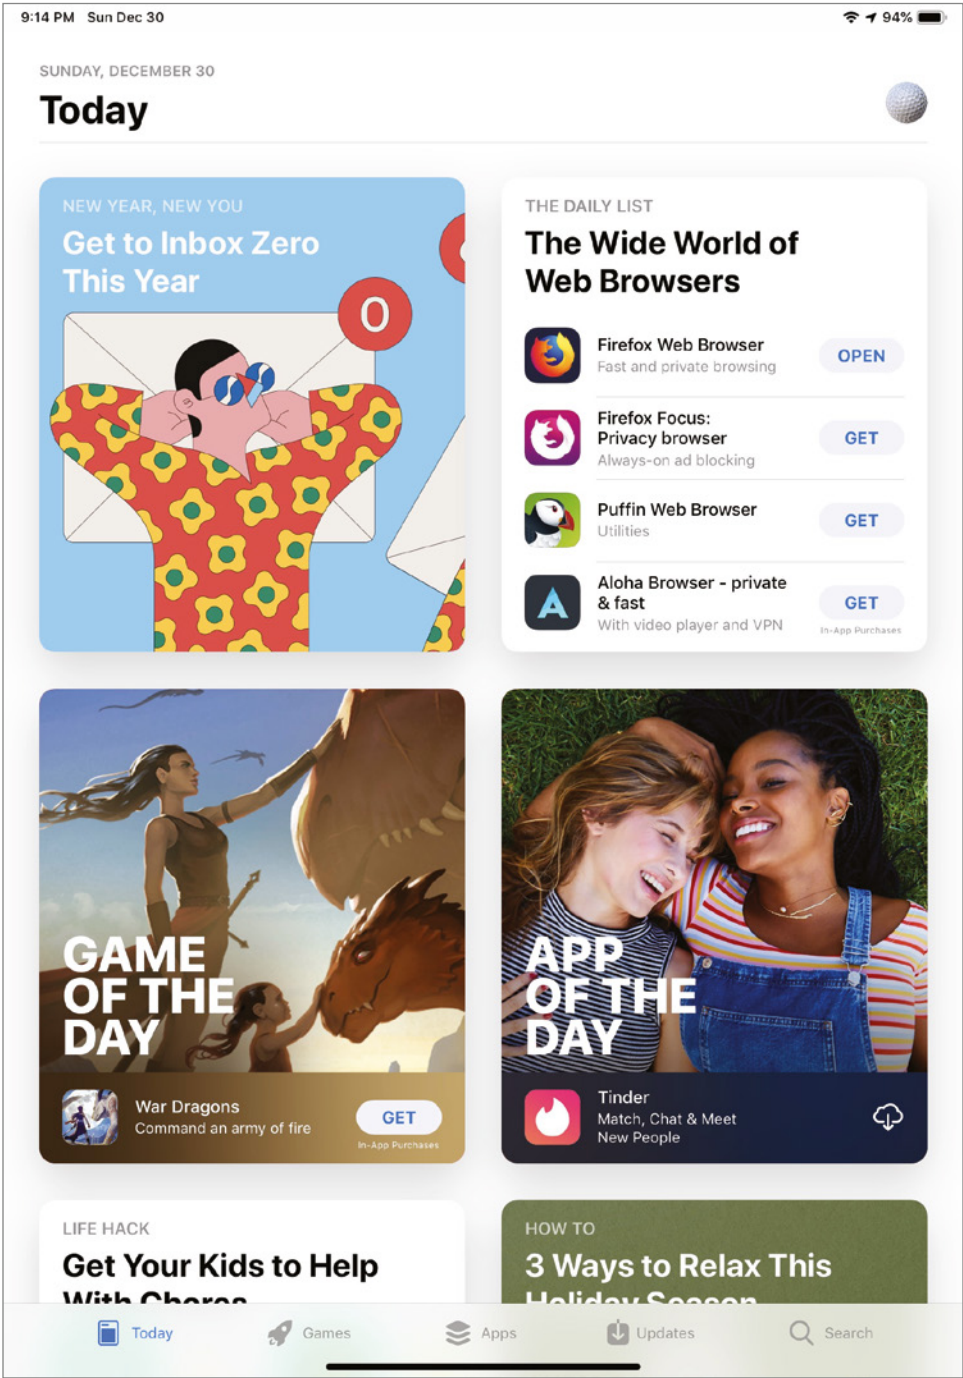 9:14 PM Sun Dec 30
94%
SUNDAY, DECEMBER 30
Today
NEW YEAR, NEW YOU
Get to Inbox Zero
This Year
0
THE DAILY LIST
The Wide World of
Web Browsers
Firefox Web Browser
Fast and private browsing
OPEN
Firefox Focus:
Privacy browser
Always-on ad blocking
GET
Puffin Web Browser
Utilities
GET
Aloha Browser - private
& fast
With video player and VPN
GET
In-App Purchases
GAME
OF THE
DAY
War Dragons
Command an army of fire
GET
In-App Purchases
APP
OF THE
DAY
Tinder
Match, Chat & Meet
New People
LIFE HACK
Get Your Kids to Help
With Chores
HOW TO
3 Ways to Relax This
Holiday Season
Today
Games
Apps
Updates
Search